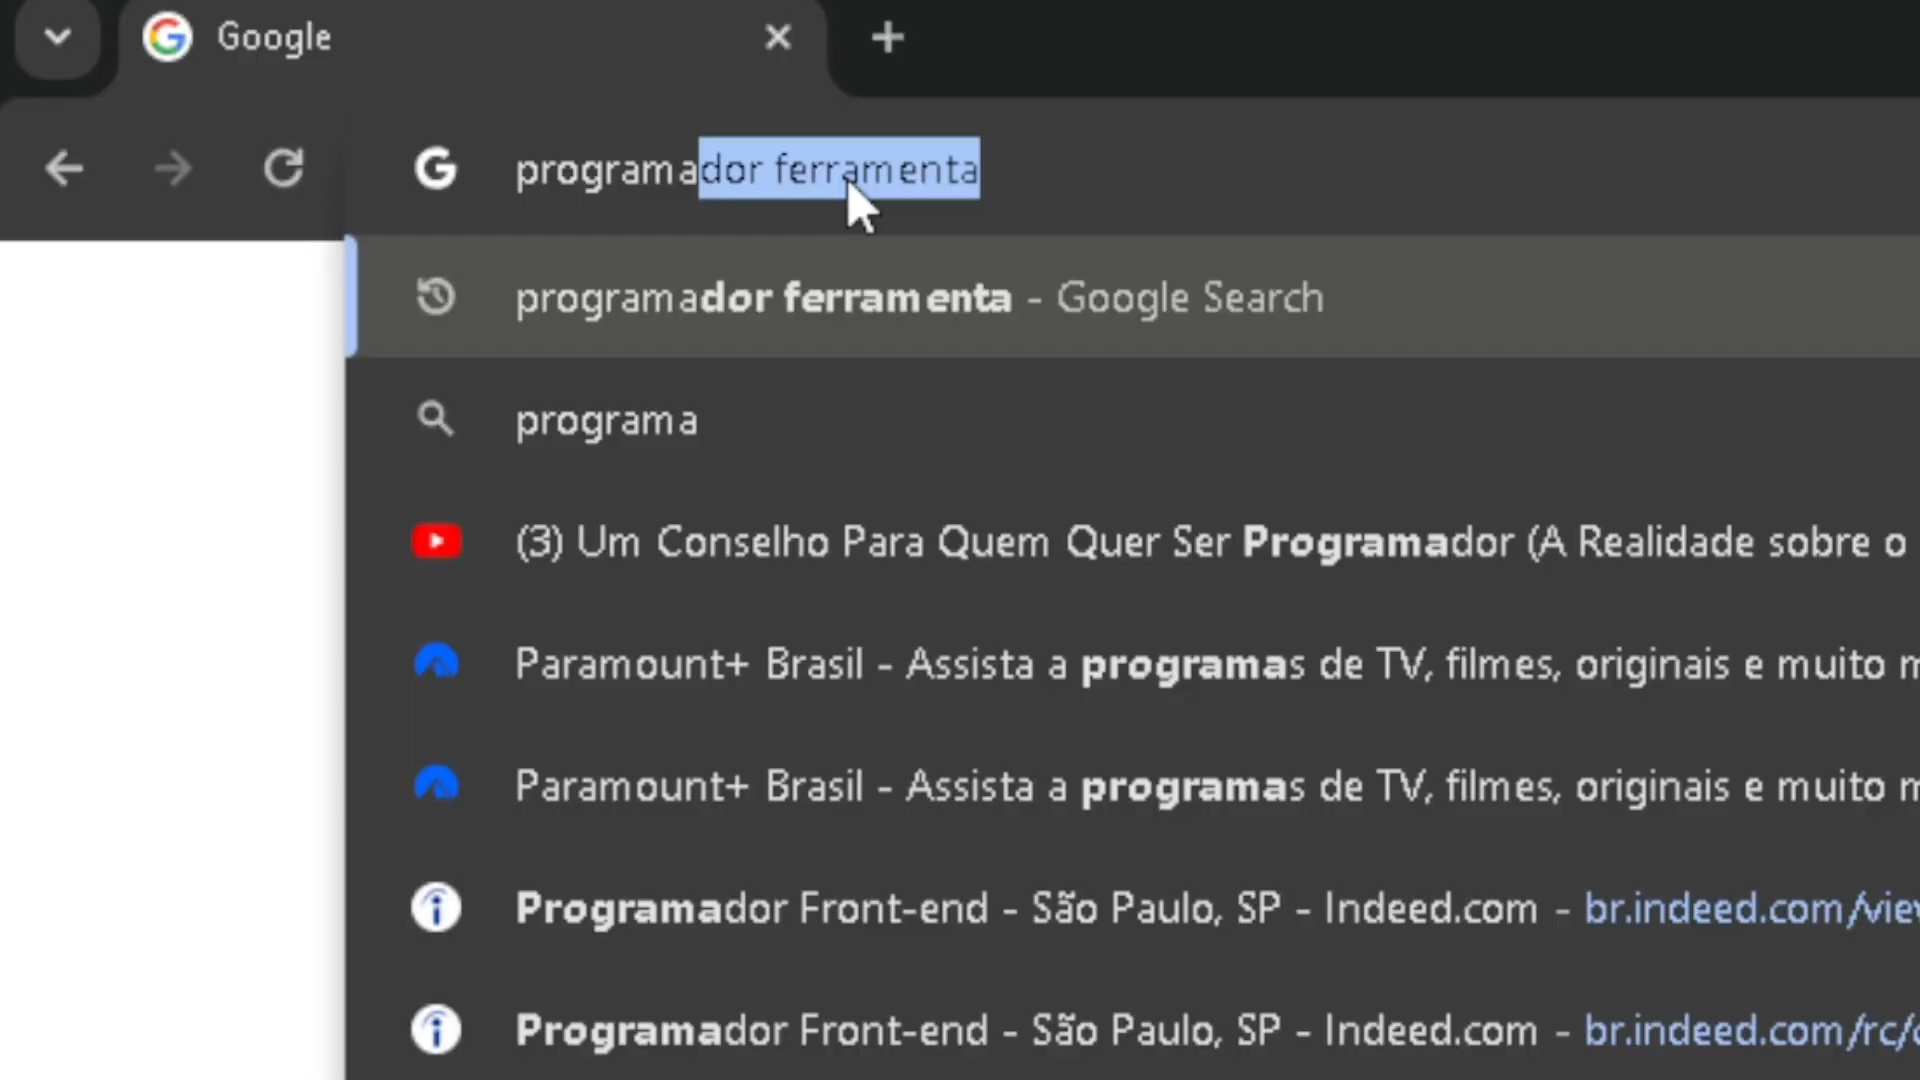 Google
programador ferramenta
programador ferramenta - Google Search
programa
(3) Um Conselho Para Quem Quer Ser Programador (A Realidade sobre o
Paramount+ Brasil - Assista a programas de TV, filmes, originais e muito
Paramount+ Brasil - Assista a programas de TV, filmes, originais e muito
Programador Front-end - São Paulo, SP - Indeed.com - br.indeed.com/view
Programador Front-end - São Paulo, SP - Indeed.com - br.indeed.com/rc/